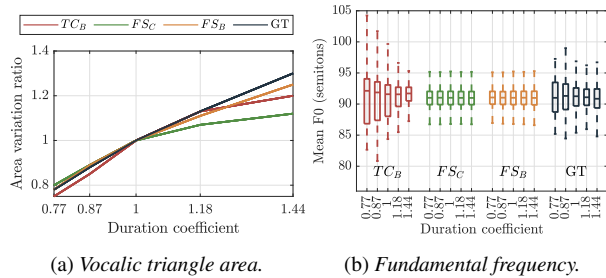 TC_B FS_C FS_B GT
Area variation ratio
1.4
1.2
1
0.8
0.77 0.87 1 1.18 1.44
Duration coefficient
(a) Vocalic triangle area.
Mean F0 (semitons)
100
95
90
85
80
TC_B FS_C FS_B GT
0.77 0.87 1 1.18 1.44 0.77 0.87 1 1.18 1.44 0.77 0.87 1 1.18 1.44 0.77 0.87 1 1.18 1.44
Duration coefficient
(b) Fundamental frequency.